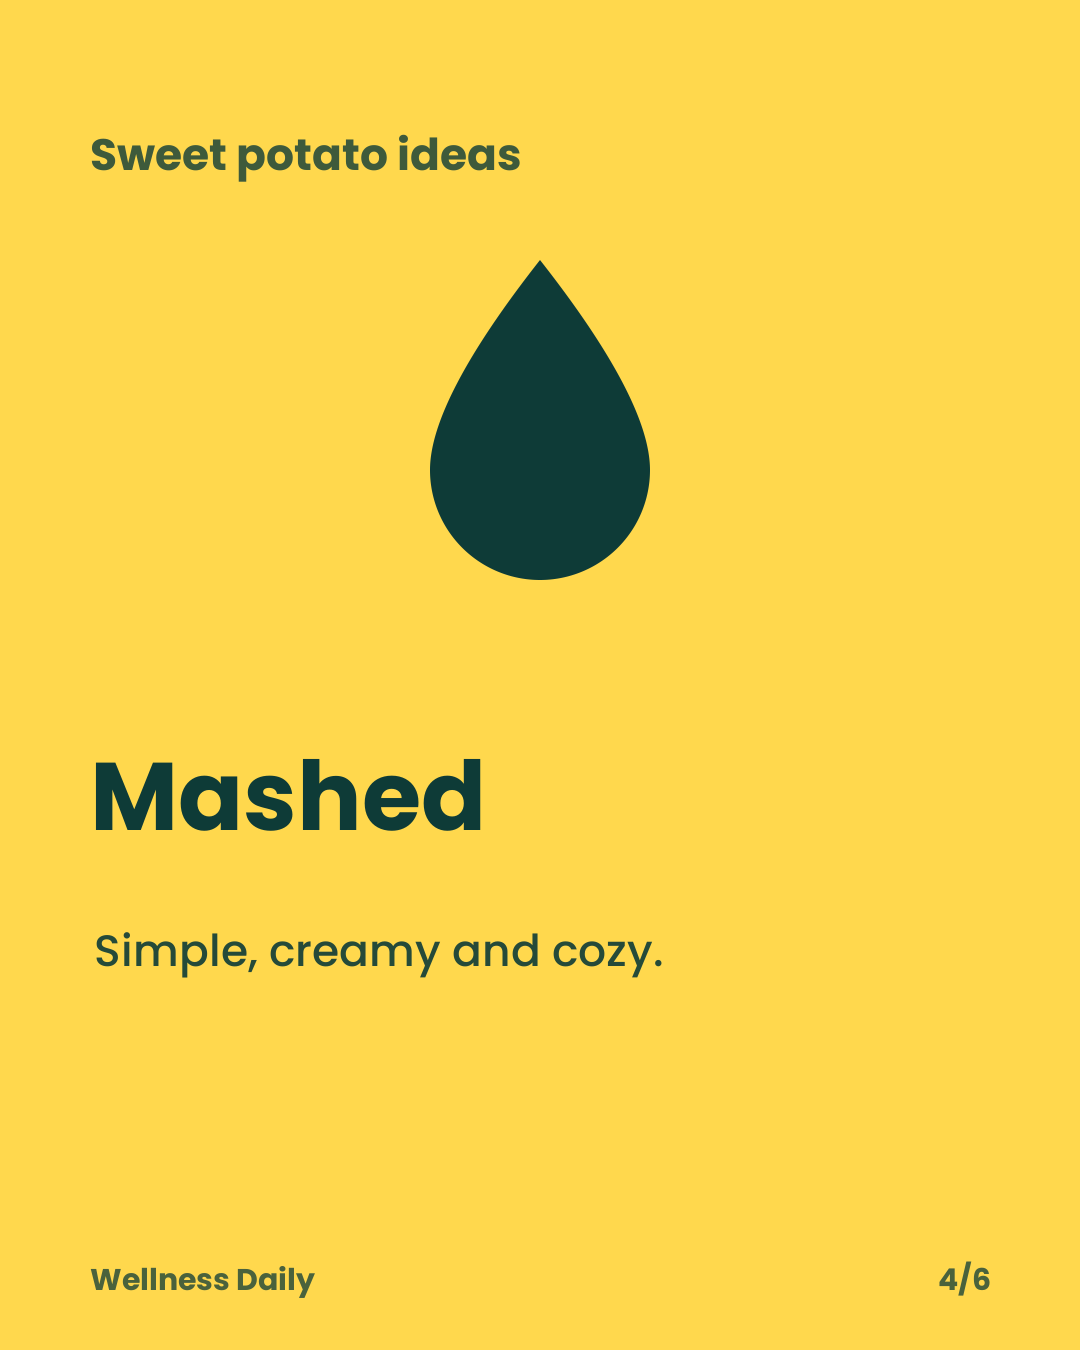 Sweet potato ideas
Mashed
Simple, creamy and cozy.
Wellness Daily
4/6